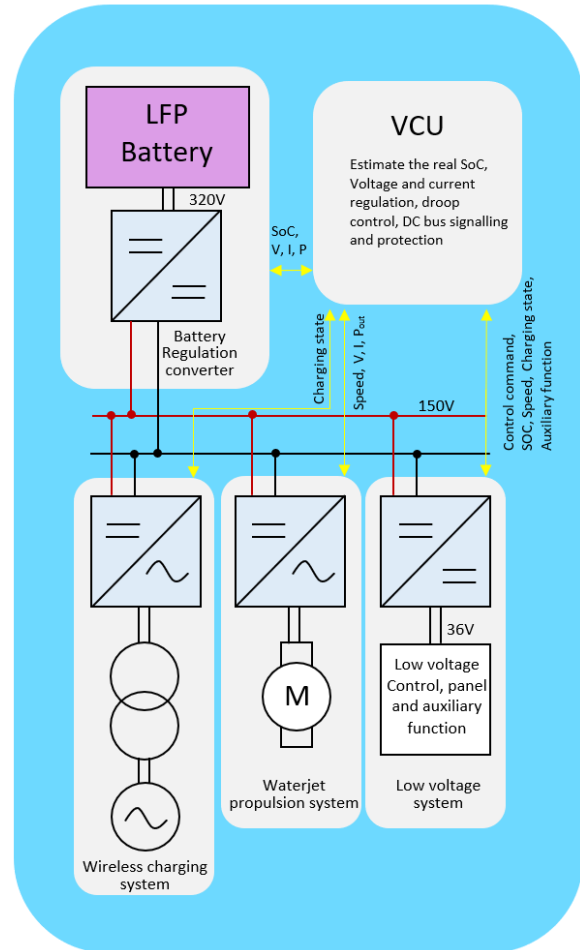 LFP
Battery
320V
Battery
Regulation
converter
VCU
Estimate the real SoC,
Voltage and current
regulation, droop
control, DC bus signalling
and protection
SoC,
V, I, P
Charging state
Speed, V, I, Pout
Control command,
SOC, Speed, Charging state,
Auxiliary function
150V
Wireless charging
system
M
Waterjet
propulsion system
36V
Low voltage
Control, panel
and auxiliary
function
Low voltage
system